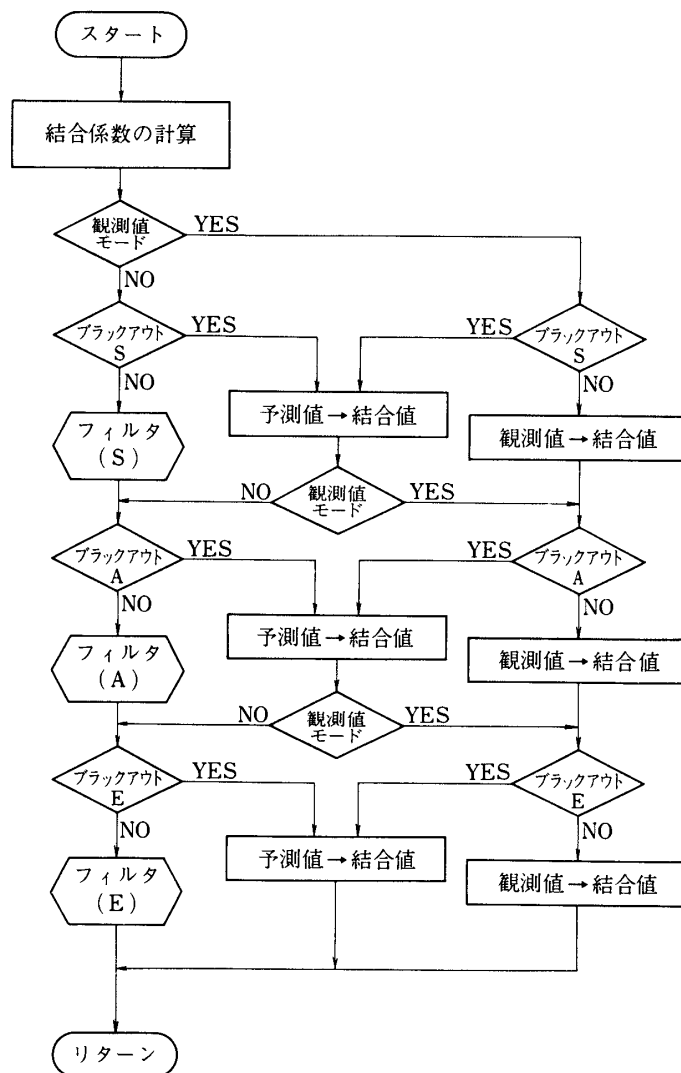 スタート
結合係数の計算
観測値
モード
YES
NO
ブラックアウト
S
YES
YES
ブラックアウト
S
NO
NO
予測値→結合値
フィルタ
(S)
観測値→結合値
NO
観測値
モード
YES
ブラックアウト
A
YES
YES
ブラックアウト
A
NO
NO
予測値→結合値
フィルタ
(A)
観測値→結合値
NO
観測値
モード
YES
ブラックアウト
E
YES
YES
ブラックアウト
E
NO
NO
予測値→結合値
フィルタ
(E)
観測値→結合値
リターン